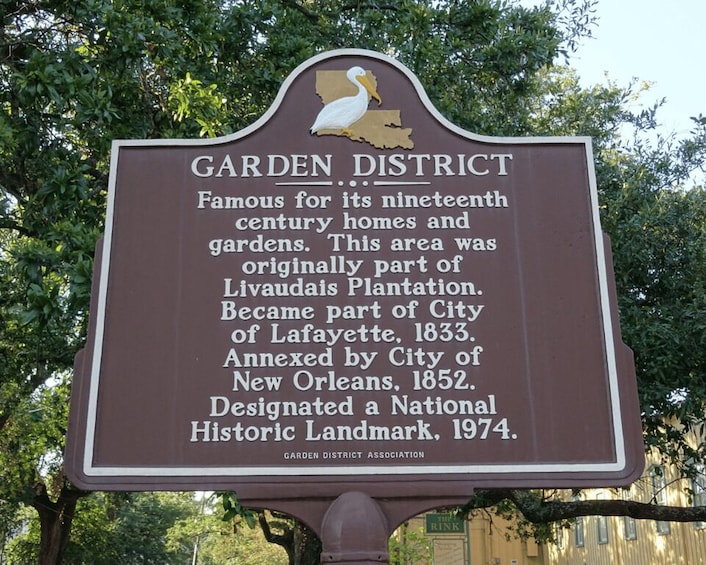 GARDEN DISTRICT
Famous for its nineteenth
century homes and
gardens. This area was
originally part of
Livaudais Plantation.
Became part of City
of Lafayette, 1833.
Annexed by City of
New Orleans, 1852.
Designated a National
Historic Landmark, 1974.
GARDEN DISTRICT ASSOCIATION
THE
RINK